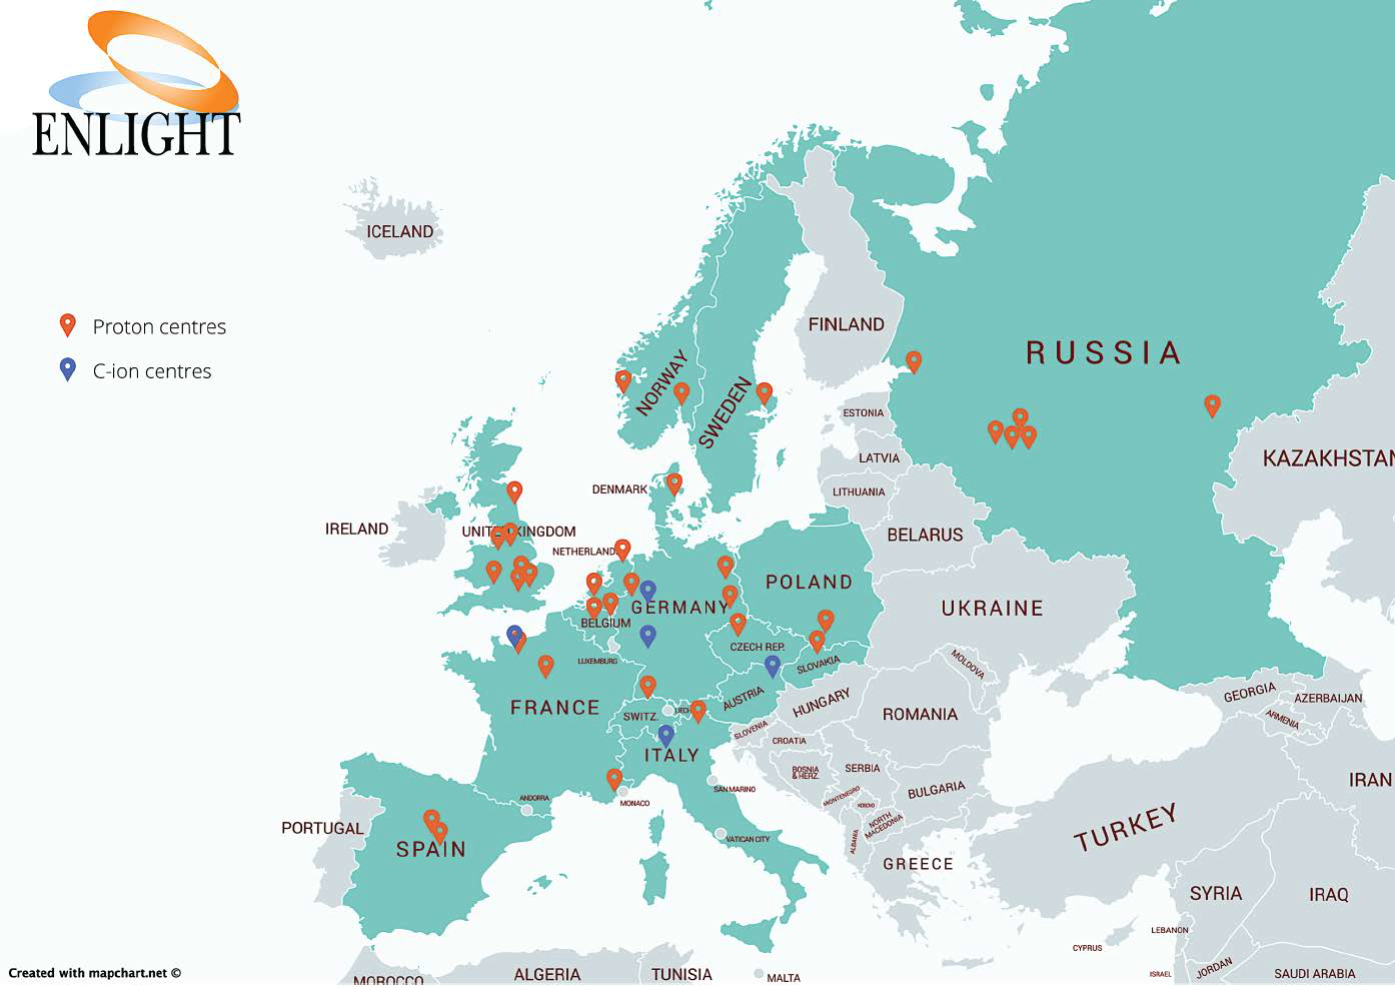 ENLIGHT
ICELAND
Proton centres
C-ion centres
FINLAND
RUSSIA
NORWAY
SWEDEN
ESTONIA
KAZAKHSTAN
LATVIA
DENMARK
LITHUANIA
IRELAND
UNITED KINGDOM
BELARUS
NETHERLANDS
POLAND
GERMANY
UKRAINE
BELGIUM
CZECH REP.
LUXEMBURG
SLOVAKIA
MOLDOVA
AUSTRIA
HUNGARY
GEORGIA
AZERBAIJAN
FRANCE
SWITZ.
LIECH.
ROMANIA
ARMENIA
SLOVENIA
CROATIA
ITALY
BOSNIA
& HERZ.
SERBIA
IRAN
SAN MARINO
BULGARIA
ANDORRA
MONACO
MONTENEGRO
KOSOVO
NORTH
MACEDONIA
TURKEY
PORTUGAL
VATICAN CITY
ALBANIA
SPAIN
GREECE
SYRIA
IRAQ
LEBANON
CYPRUS
Created with mapchart.net ©
MOROCCO
ALGERIA
TUNISIA
MALTA
ISRAEL
JORDAN
SAUDI ARABIA